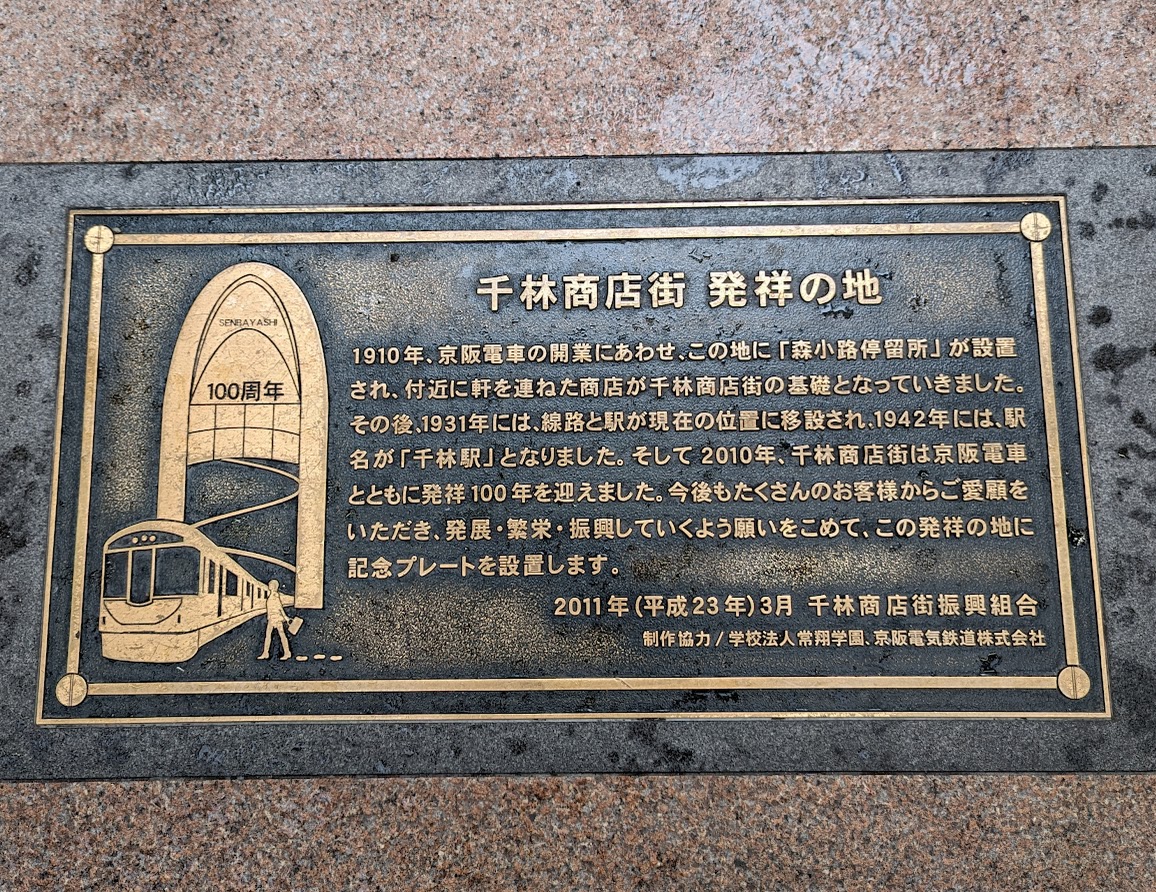 千林商店街 発祥の地
SENBAYASHI
100周年
1910年、京阪電車の開業にあわせ、この地に「森小路停留所」が設置
され、付近に軒を連ねた商店が千林商店街の基礎となっていきました。
その後、1931年には、線路と駅が現在の位置に移設され、1942年には、駅
名が「千林駅」となりました。そして2010年、千林商店街は京阪電車
とともに発祥100年を迎えました。今後もたくさんのお客様からご愛顧を
いただき、発展・繁栄・振興していくよう願いをこめて、この発祥の地に
記念プレートを設置します。
2011年(平成23年)3月 千林商店街振興組合
制作協力/学校法人常翔学園、京阪電気鉄道株式会社